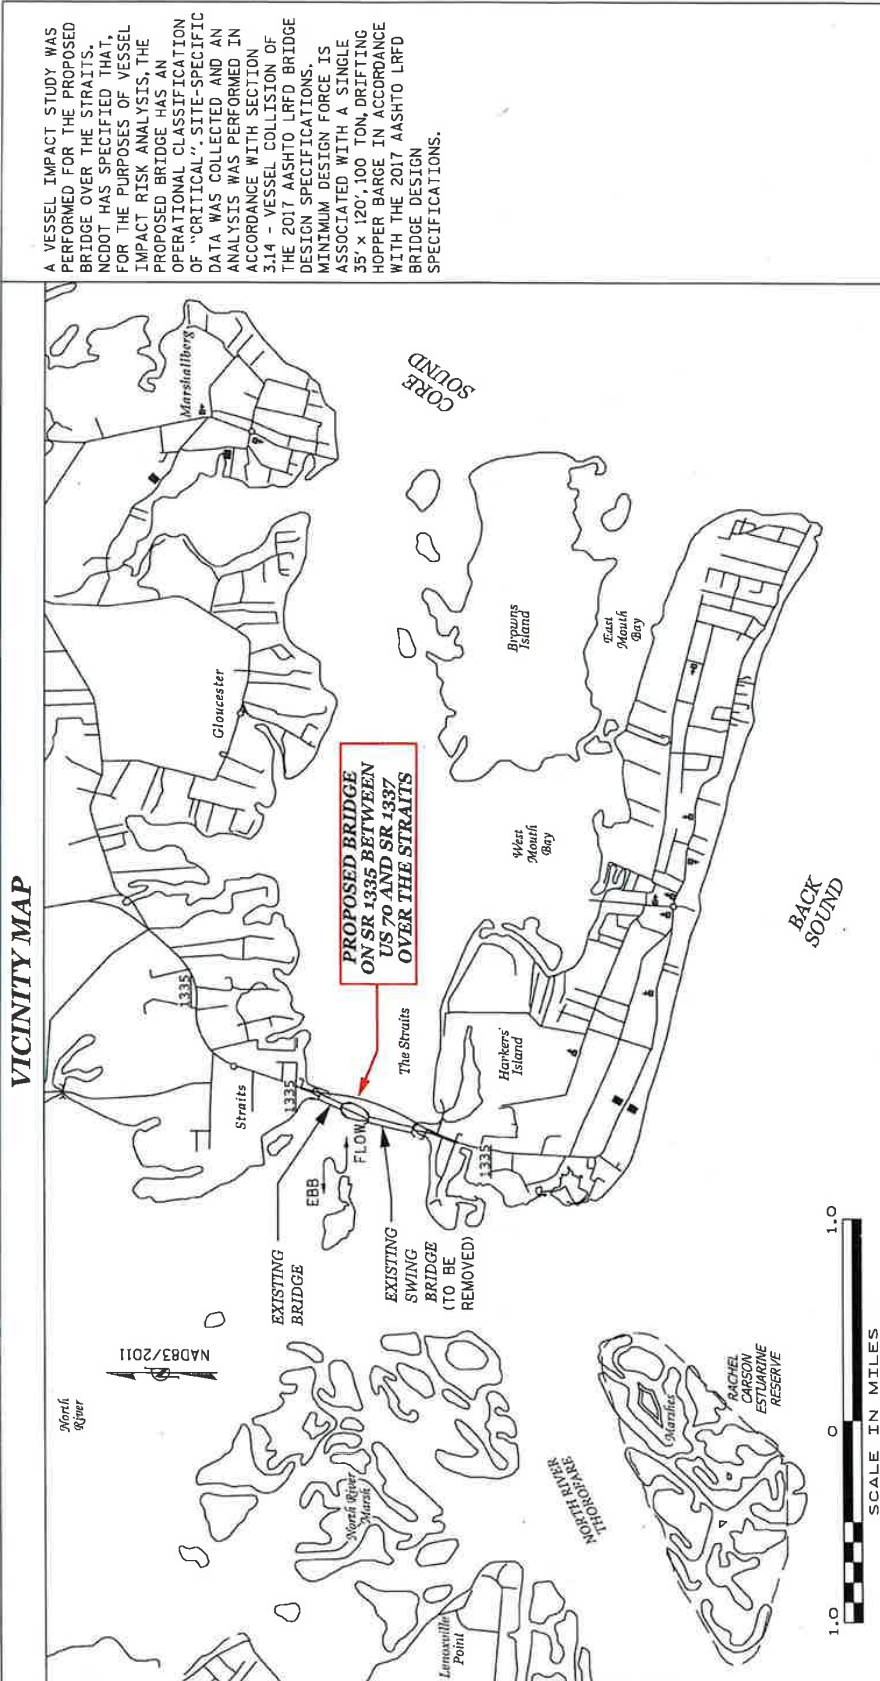 VICINITY MAP
A VESSEL IMPACT STUDY WAS
PERFORMED FOR THE PROPOSED
BRIDGE OVER THE STRAITS.
NCDOT HAS SPECIFIED THAT,
FOR THE PURPOSES OF VESSEL
IMPACT RISK ANALYSIS, THE
PROPOSED BRIDGE HAS AN
OPERATIONAL CLASSIFICATION
OF "CRITICAL". SITE-SPECIFIC
DATA WAS COLLECTED AND AN
ANALYSIS WAS PERFORMED IN
ACCORDANCE WITH SECTION
3.14 - VESSEL COLLISION OF
THE 2017 AASHTO LRFD BRIDGE
DESIGN SPECIFICATIONS.
MINIMUM DESIGN FORCE IS
ASSOCIATED WITH A SINGLE
35' x 120', 100 TON, DRIFTING
HOPPER BARGE IN ACCORDANCE
WITH THE 2017 AASHTO LRFD
BRIDGE DESIGN
SPECIFICATIONS.
North
River
NAD83/2011
Straits
1335
1335
Gloucester
Marshallberg
PROPOSED BRIDGE
ON SR 1335 BETWEEN
US 70 AND SR 1337
OVER THE STRAITS
EXISTING
BRIDGE
EBB
FLOW
EXISTING
SWING
BRIDGE
(TO BE
REMOVED)
The Straits
1335
CORE
SOUND
North River
Marsh
Lenoxville
Point
NORTH RIVER
THOROFARE
Harkers'
Island
West
Mouth
Bay
Browns
Island
East
Mouth
Bay
Marshes
RACHEL
CARSON
ESTUARINE
RESERVE
BACK
SOUND
1.0
0
1.0
SCALE IN MILES